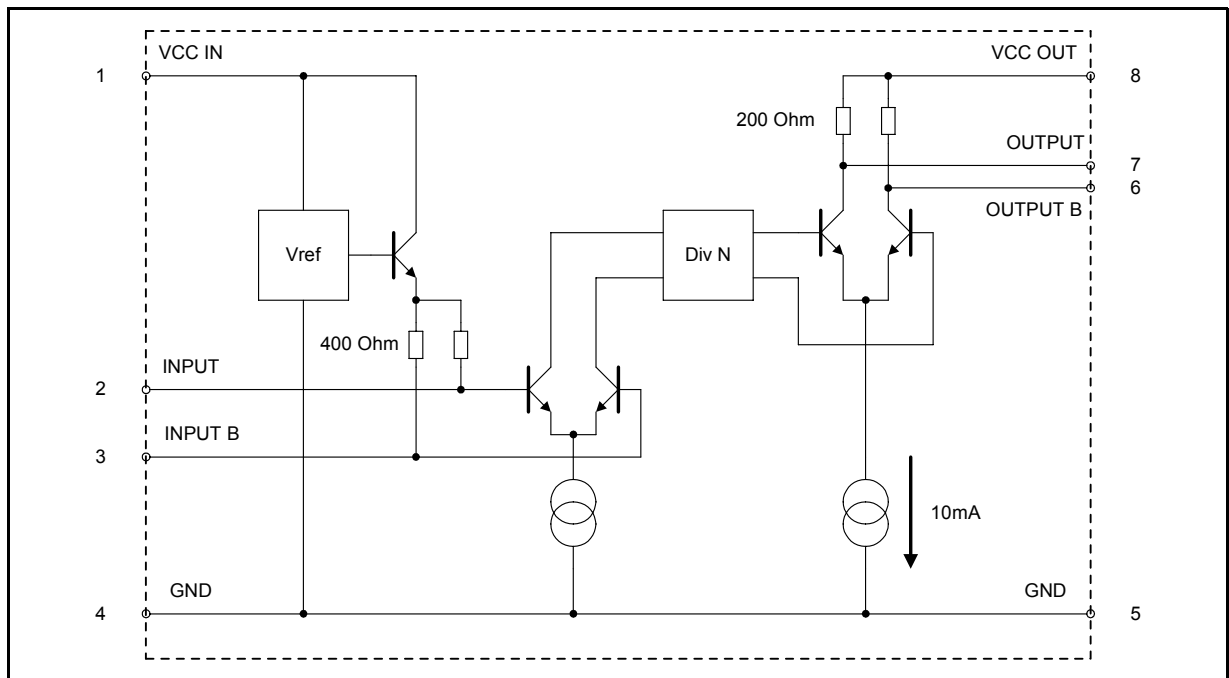 VCC IN
VCC OUT
1
8
200 Ohm
OUTPUT
7
6
OUTPUT B
Vref
Div N
400 Ohm
INPUT
2
INPUT B
3
10mA
GND
GND
4
5